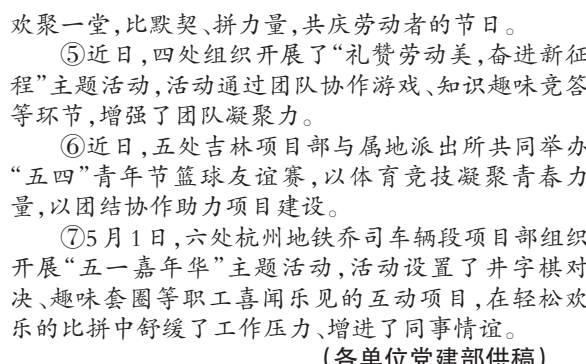 欢聚一堂,比默契、拼力量,共庆劳动者的节日。
⑤近日,四处组织开展了“礼赞劳动美,奋进新征
程”主题活动,活动通过团队协作游戏、知识趣味竞答
等环节,增强了团队凝聚力。
⑥近日,五处吉林项目部与属地派出所共同举办
“五四”青年节篮球友谊赛,以体育竞技凝聚青春力
量,以团结协作助力项目建设。
⑦5月1日,六处杭州地铁乔司车辆段项目部组织
开展“五一嘉年华”主题活动,活动设置了井字棋对
决、趣味套圈等职工喜闻乐见的互动项目,在轻松欢
乐的比拼中舒缓了工作压力、增进了同事情谊。
(各单位党建部供稿)